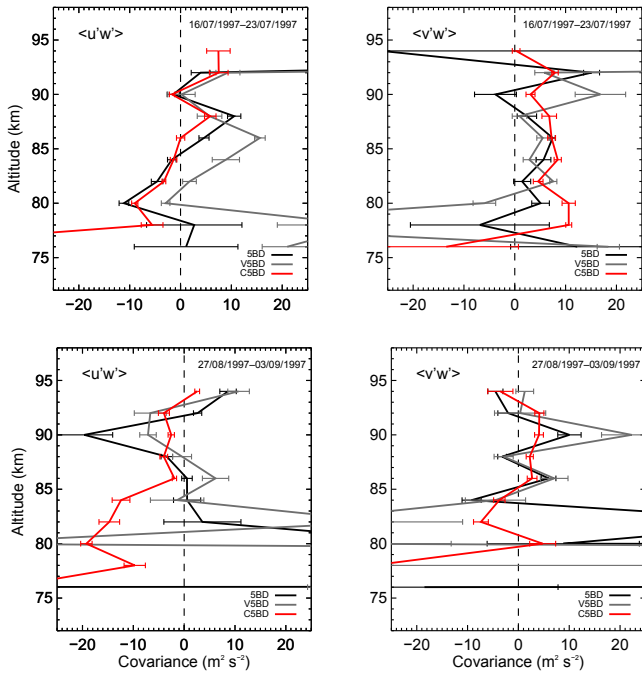 <u'w'>
16/07/1997–23/07/1997
95
90
85
80
75
Altitude (km)
−20
−10
0
10
20
5BD
V5BD
C5BD
<v'w'>
16/07/1997–23/07/1997
95
90
85
80
75
Altitude (km)
−20
−10
0
10
20
5BD
V5BD
C5BD
<u'w'>
27/08/1997–03/09/1997
95
90
85
80
75
Altitude (km)
−20
−10
0
10
20
Covariance (m² s⁻²)
5BD
V5BD
C5BD
<v'w'>
27/08/1997–03/09/1997
95
90
85
80
75
Altitude (km)
−20
−10
0
10
20
Covariance (m² s⁻²)
5BD
V5BD
C5BD